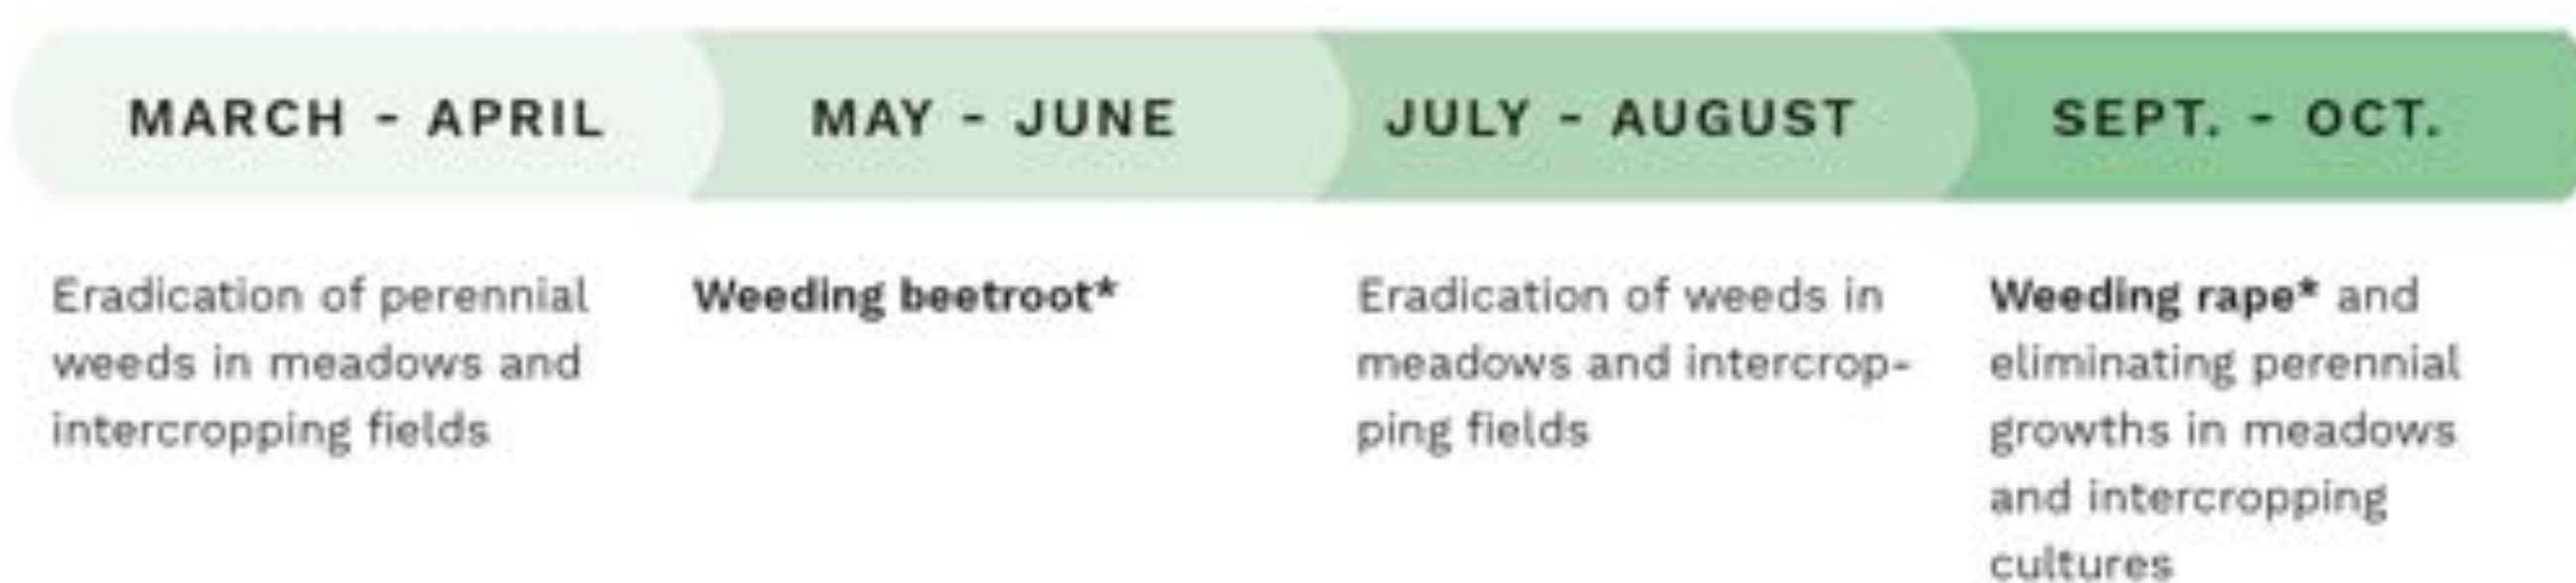 MARCH - APRIL
MAY - JUNE
JULY - AUGUST
SEPT. - OCT.
Eradication of perennial
weeds in meadows and
intercropping fields
Weeding beetroot*
Eradication of weeds in
meadows and intercrop-
ping fields
Weeding rape* and
eliminating perennial
growths in meadows
and intercropping
cultures